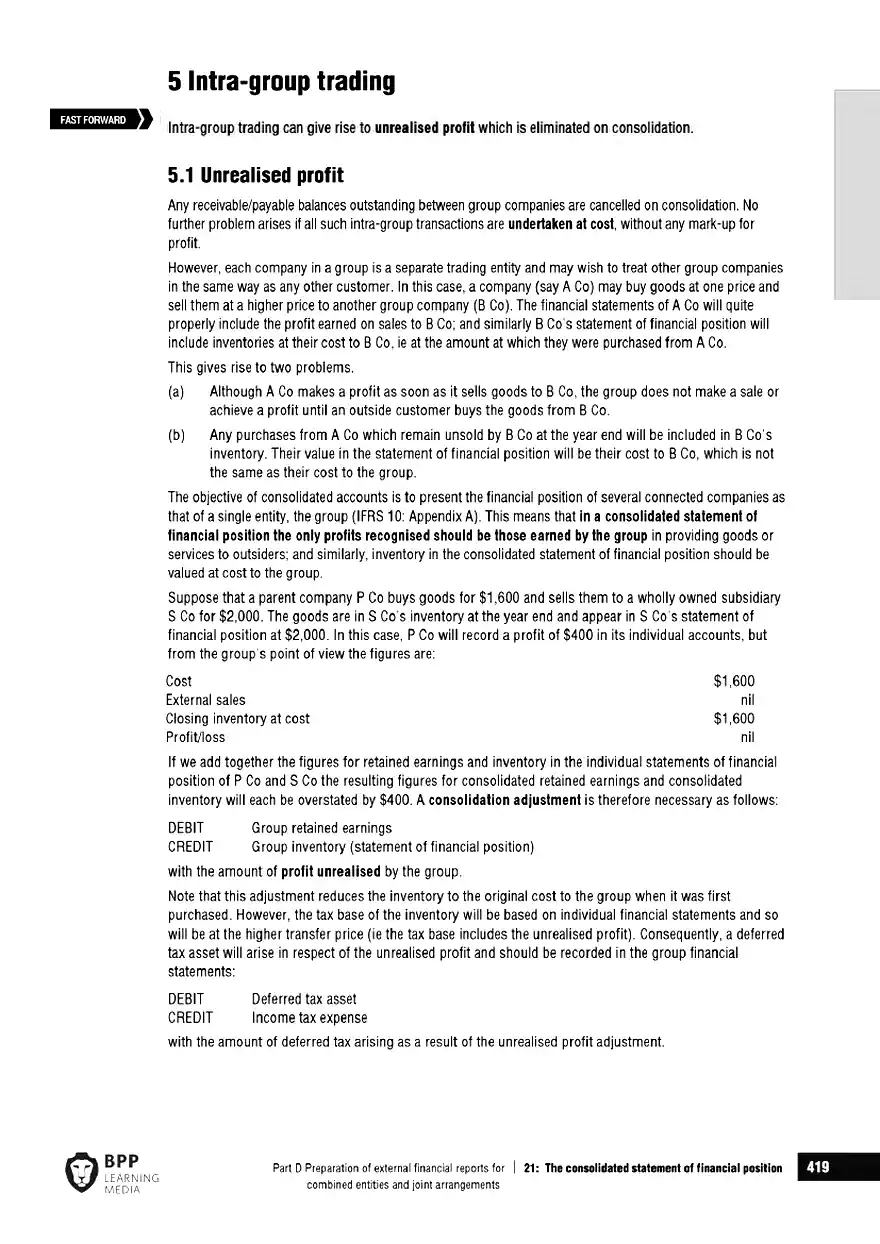 5 Intra-group trading
FAST FORWARD
Intra-group trading can give rise to unrealised profit which is eliminated on consolidation.
5.1 Unrealised profit
Any receivable/payable balances outstanding between group companies are cancelled on consolidation. No
further problem arises if all such intra-group transactions are undertaken at cost, without any mark-up for
profit.
However, each company in a group is a separate trading entity and may wish to treat other group companies
in the same way as any other customer. In this case, a company (say A Co) may buy goods at one price and
sell them at a higher price to another group company (B Co). The financial statements of A Co will quite
properly include the profit earned on sales to B Co; and similarly B Co's statement of financial position will
include inventories at their cost to B Co, ie at the amount at which they were purchased from A Co.
This gives rise to two problems.
(a) Although A Co makes a profit as soon as it sells goods to B Co, the group does not make a sale or
achieve a profit until an outside customer buys the goods from B Co.
(b) Any purchases from A Co which remain unsold by B Co at the year end will be included in B Co's
inventory. Their value in the statement of financial position will be their cost to B Co, which is not
the same as their cost to the group.
The objective of consolidated accounts is to present the financial position of several connected companies as
that of a single entity, the group (IFRS 10: Appendix A). This means that in a consolidated statement of
financial position the only profits recognised should be those earned by the group in providing goods or
services to outsiders; and similarly, inventory in the consolidated statement of financial position should be
valued at cost to the group.
Suppose that a parent company P Co buys goods for $1,600 and sells them to a wholly owned subsidiary
S Co for $2,000. The goods are in S Co's inventory at the year end and appear in S Co's statement of
financial position at $2,000. In this case, P Co will record a profit of $400 in its individual accounts, but
from the group's point of view the figures are:
Cost $1,600
External sales nil
Closing inventory at cost $1,600
Profit/loss nil
If we add together the figures for retained earnings and inventory in the individual statements of financial
position of P Co and S Co the resulting figures for consolidated retained earnings and consolidated
inventory will each be overstated by $400. A consolidation adjustment is therefore necessary as follows:
DEBIT Group retained earnings
CREDIT Group inventory (statement of financial position)
with the amount of profit unrealised by the group.
Note that this adjustment reduces the inventory to the original cost to the group when it was first
purchased. However, the tax base of the inventory will be based on individual financial statements and so
will be at the higher transfer price (ie the tax base includes the unrealised profit). Consequently, a deferred
tax asset will arise in respect of the unrealised profit and should be recorded in the group financial
statements:
DEBIT Deferred tax asset
CREDIT Income tax expense
with the amount of deferred tax arising as a result of the unrealised profit adjustment.
BPP
LEARNING
MEDIA
Part D Preparation of external financial reports for | 21: The consolidated statement of financial position 419
combined entities and joint arrangements